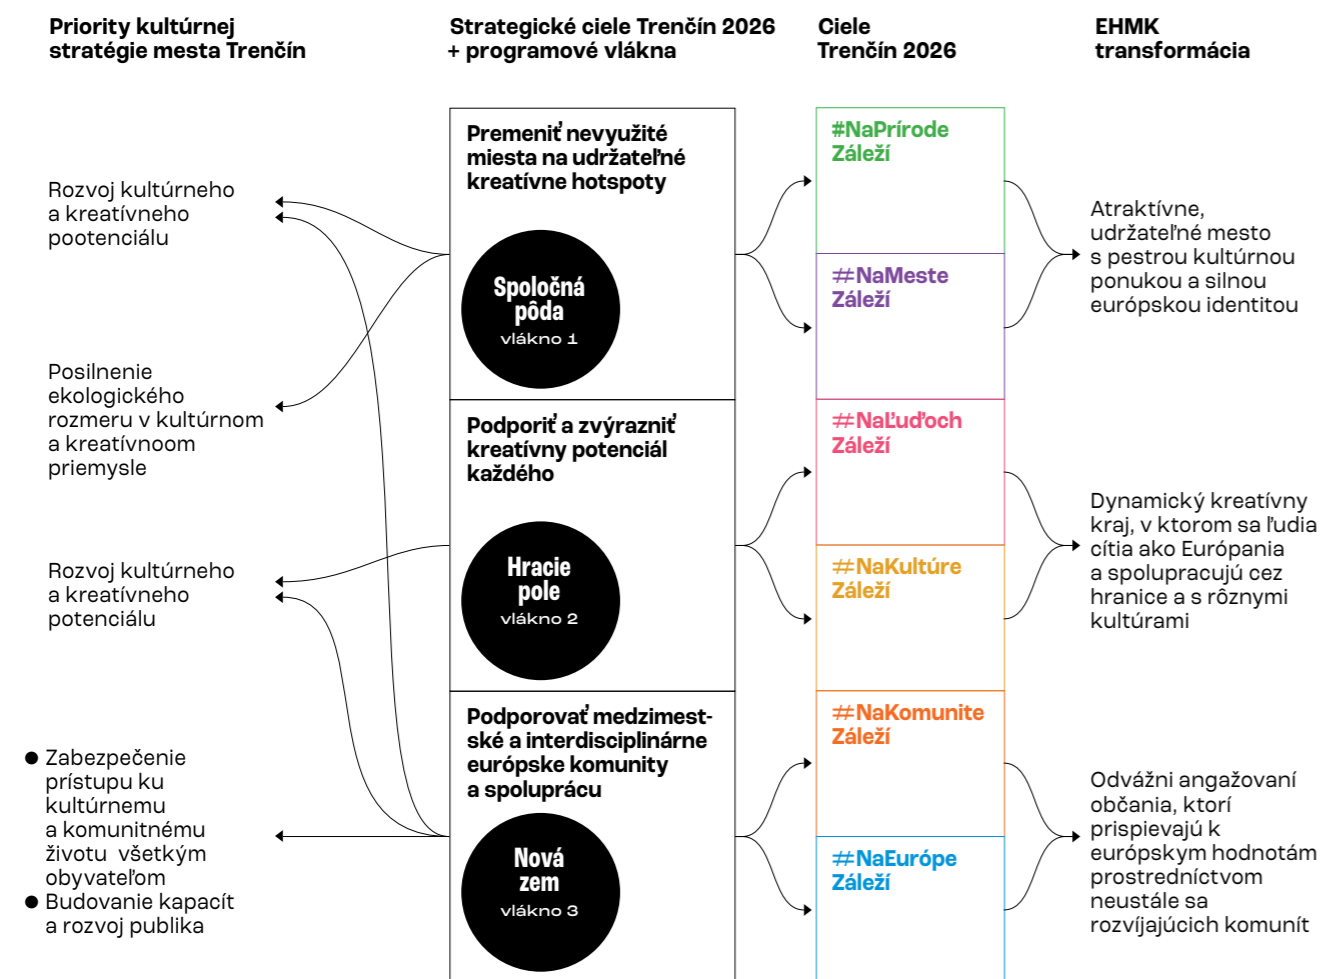 Priority kultúrnej
stratégie mesta Trenčín
Strategické ciele Trenčín 2026
+ programové vlákna
Ciele
Trenčín 2026
EHMK
transformácia
Rozvoj kultúrneho
a kreatívneho
pootenciálu
Posilnenie
ekologického
rozmeru v kultúrnom
a kreatívnoom
priemysle
Rozvoj kultúrneho
a kreatívneho
potenciálu
● Zabezpečenie
prístupu ku
kultúrnemu
a komunitnému
životu všetkým
obyvateľom
● Budovanie kapacít
a rozvoj publika
Premeniť nevyužité
miesta na udržateľné
kreatívne hotspoty
Spoločná
pôda
vlákno 1
Podporiť a zvýrazniť
kreatívny potenciál
každého
Hracie
pole
vlákno 2
Podporovať medzimest-
ské a interdisciplinárne
európske komunity
a spoluprácu
Nová
zem
vlákno 3
#NaPrírode
Záleží
#NaMeste
Záleží
#NaĽuďoch
Záleží
#NaKultúre
Záleží
#NaKomunite
Záleží
#NaEurópe
Záleží
Atraktívne,
udržateľné mesto
s pestrou kultúrnou
ponukou a silnou
európskou identitou
Dynamický kreatívny
kraj, v ktorom sa ľudia
cítia ako Európania
a spolupracujú cez
hranice a s rôznymi
kultúrami
Odvážni angažovaní
občania, ktorí
prispievajú k
európskym hodnotám
prostredníctvom
neustále sa
rozvíjajúcich komunít